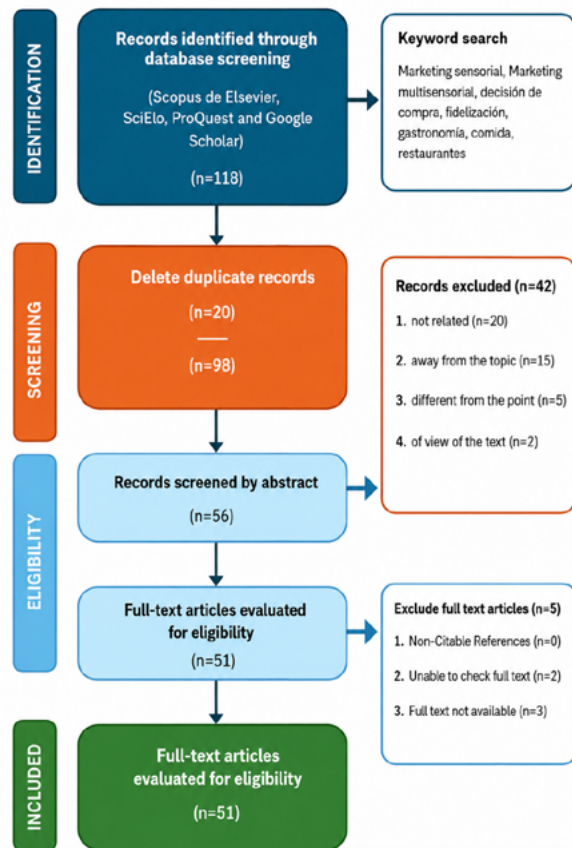 IDENTIFICATION
Records identified through
database screening
(Scopus de Elsevier,
SciElo, ProQuest and Google
Scholar)
(n=118)
Keyword search
Marketing sensorial, Marketing
multisensorial, decisión de
compra, fidelización,
gastronomía, comida,
restaurantes
SCREENING
Delete duplicate records
(n=20)
(n=98)
Records excluded (n=42)
1. not related (n=20)
2. away from the topic (n=15)
3. different from the point (n=5)
4. of view of the text (n=2)
ELIGIBILITY
Records screened by abstract
(n=56)
Full-text articles evaluated
for eligibility
(n=51)
Exclude full text articles (n=5)
1. Non-Citable References (n=0)
2. Unable to check full text (n=2)
3. Full text not available (n=3)
INCLUDED
Full-text articles
evaluated for eligibility
(n=51)